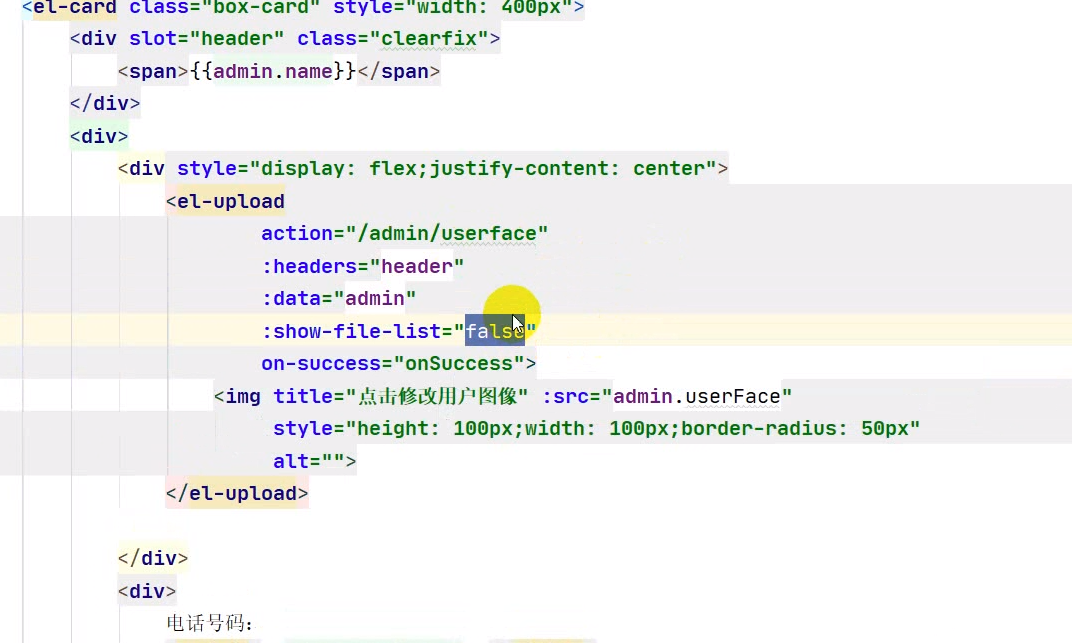 <el-card class="box-card" style="width: 400px">
<div slot="header" class="clearfix">
<span>{{admin.name}}</span>
</div>
<div>
<div style="display: flex;justify-content: center">
<el-upload
action="/admin/userface"
:headers="header"
:data="admin"
:show-file-list="false"
on-success="onSuccess">
<img title="点击修改用户图像" :src="admin.userFace"
style="height: 100px;width: 100px;border-radius: 50px"
alt="">
</el-upload>
</div>
<div>
电话号码: